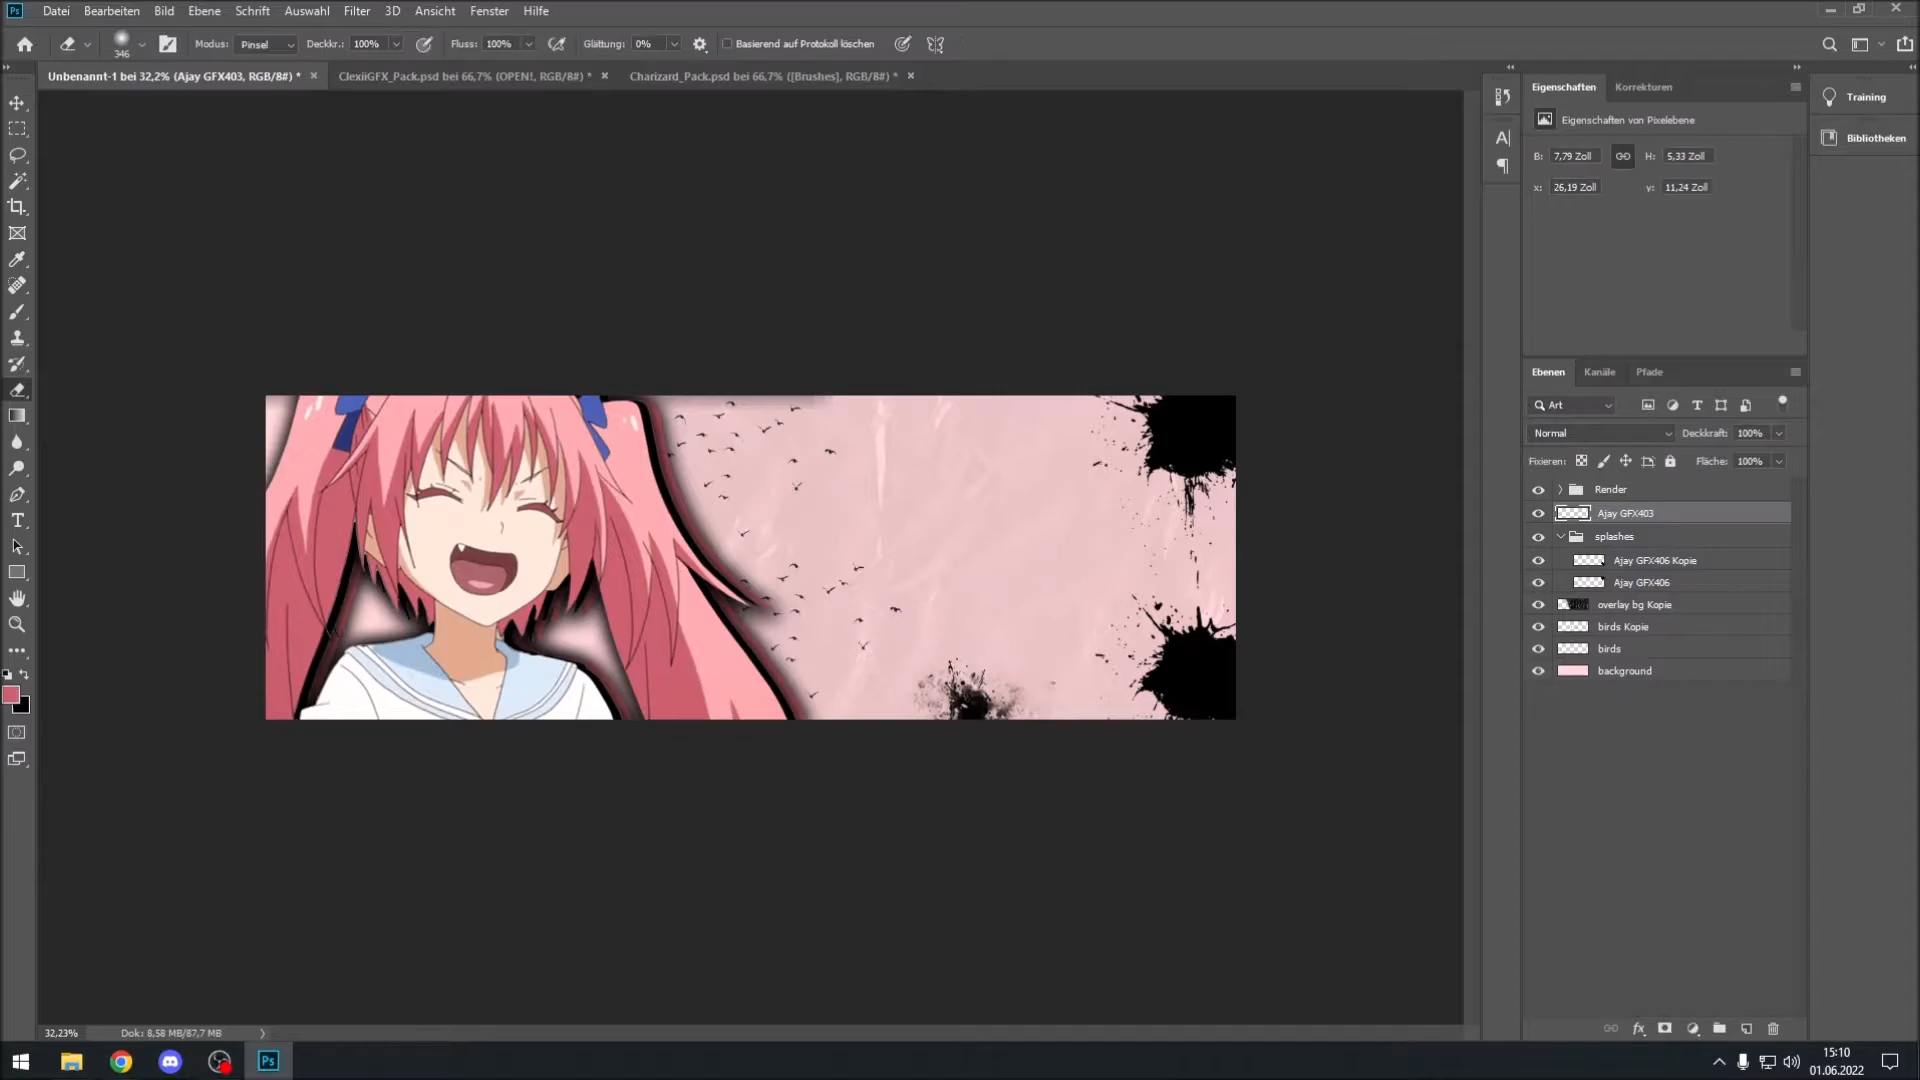 Ps Datei Bearbeiten Bild Ebene Schrift Auswahl Filter 3D Ansicht Fenster Hilfe
346 Modus: Pinsel Deckkr.: 100% Fluss: 100% Glättung: 0% Basierend auf Protokoll löschen
Unbenannt-1 bei 32,2% (Ajay GFX403, RGB/8#) * × ClexiiGFX_Pack.psd bei 66,7% (OPEN!, RGB/8#) * × Charizard_Pack.psd bei 66,7% ([Brushes], RGB/8#) * ×
Eigenschaften Korrekturen
Training
Eigenschaften von Pixelebene
Bibliotheken
B: 7,79 Zoll H: 5,33 Zoll
x: 26,19 Zoll y: 11,24 Zoll
Ebenen Kanäle Pfade
Art
Normal Deckkraft: 100%
Fixieren: Fläche: 100%
Render
Ajay GFX403
splashes
Ajay GFX406 Kopie
Ajay GFX406
overlay bg Kopie
birds Kopie
birds
background
32,23% Dok: 8,58 MB/87,7 MB
Ps
15:10
01.06.2022